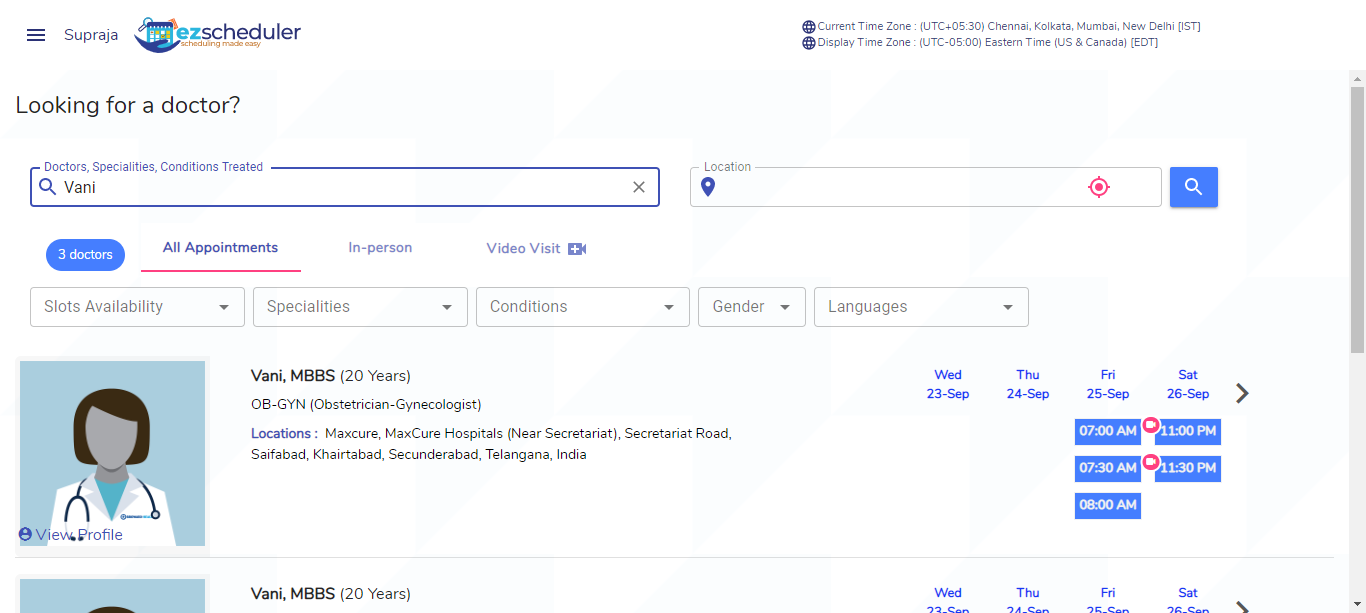 Supraja
ezscheduler
scheduling made easy
Current Time Zone : (UTC+05:30) Chennai, Kolkata, Mumbai, New Delhi [IST]
Display Time Zone : (UTC-05:00) Eastern Time (US & Canada) [EDT]
Looking for a doctor?
Doctors, Specialities, Conditions Treated
Vani
Location
3 doctors
All Appointments
In-person
Video Visit
Slots Availability
Specialities
Conditions
Gender
Languages
Vani, MBBS (20 Years)
OB-GYN (Obstetrician-Gynecologist)
Locations : Maxcure, MaxCure Hospitals (Near Secretariat), Secretariat Road,
Saifabad, Khairtabad, Secunderabad, Telangana, India
View Profile
Wed Thu Fri Sat
23-Sep 24-Sep 25-Sep 26-Sep
07:00 AM 11:00 PM
07:30 AM 11:30 PM
08:00 AM
Vani, MBBS (20 Years)
Wed Thu Fri Sat
23-Sep 24-Sep 25-Sep 26-Sep